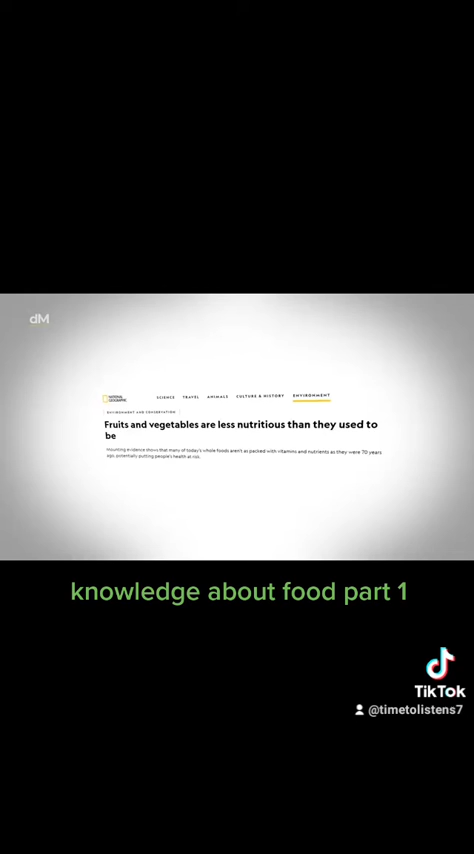 dM
NATIONAL
GEOGRAPHIC
SCIENCE TRAVEL ANIMALS CULTURE & HISTORY ENVIRONMENT
ENVIRONMENT AND CONSERVATION
Fruits and vegetables are less nutritious than they used to
be
Mounting evidence shows that many of today's whole foods aren't as packed with vitamins and nutrients as they were 70 years
ago, potentially putting people's health at risk.
knowledge about food part 1
TikTok
@timetolistens7